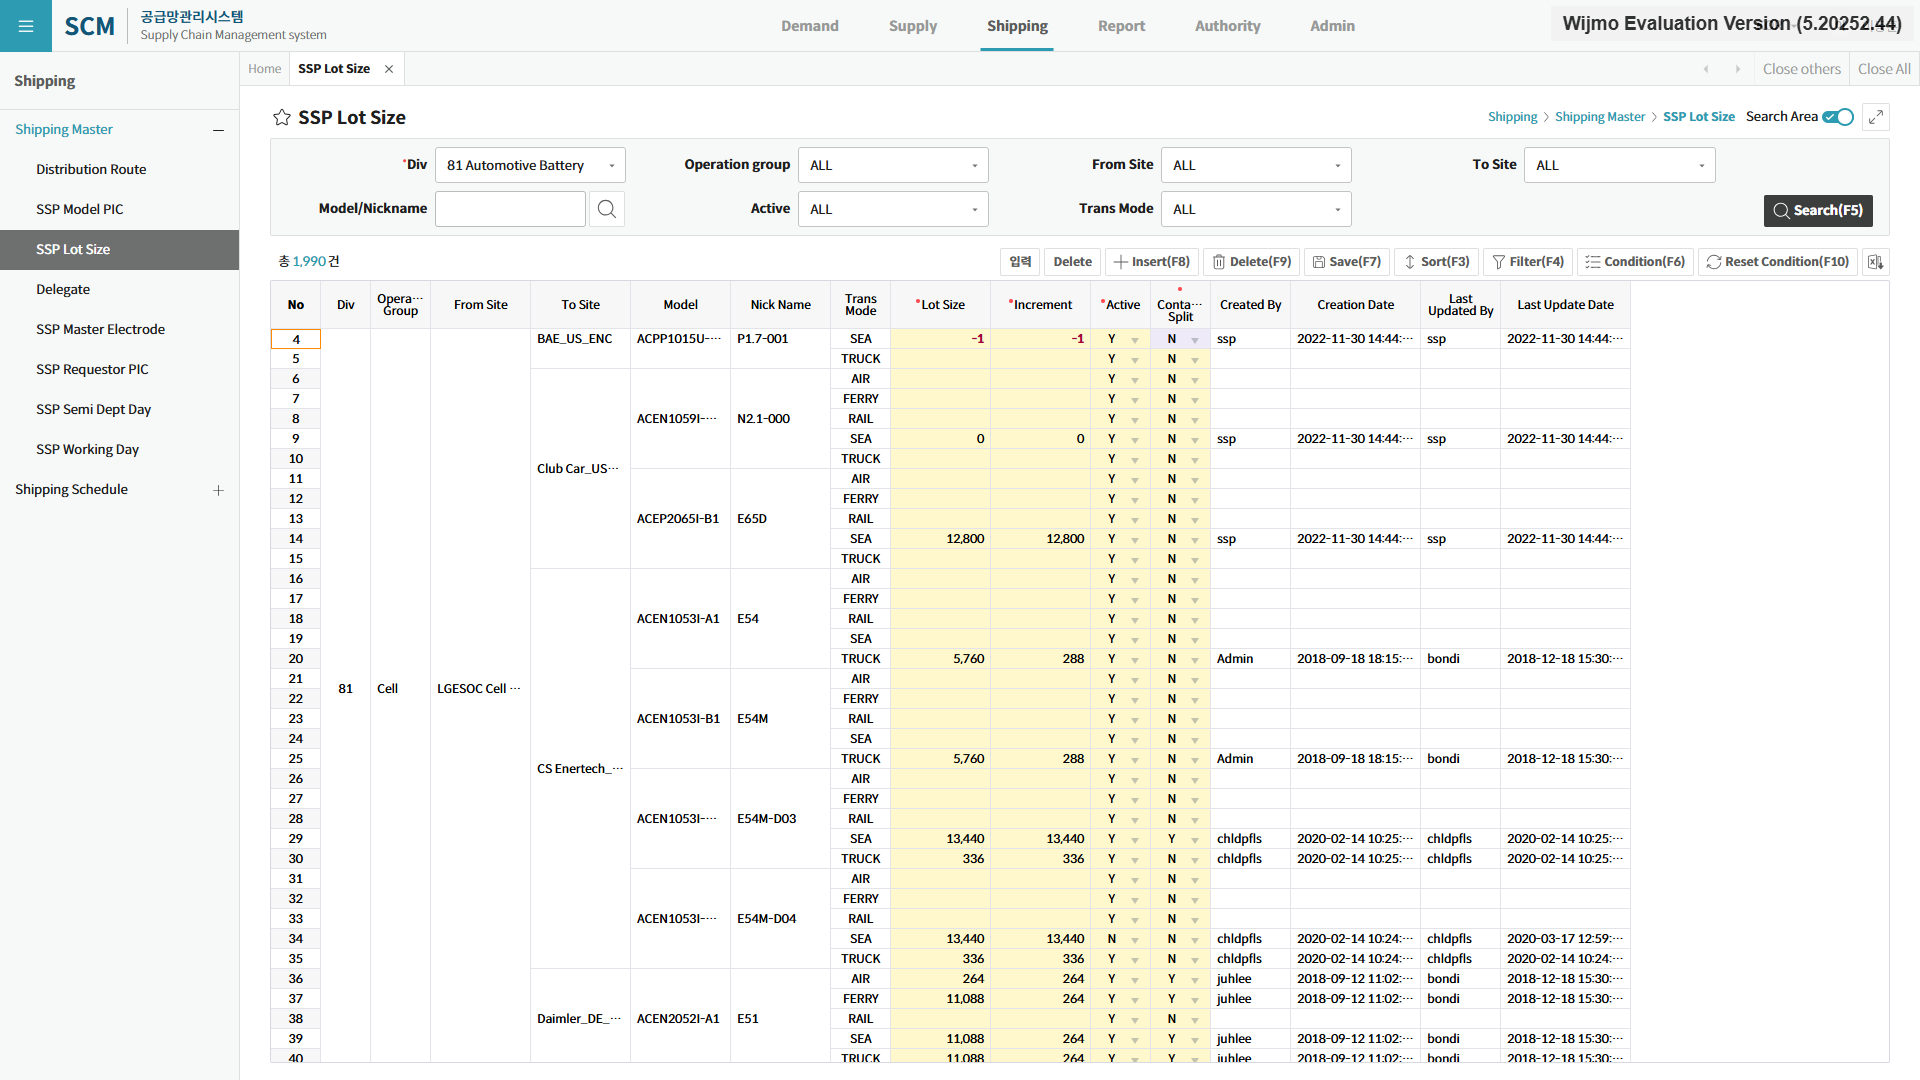 SCM 공급망관리시스템 Supply Chain Management system
Demand Supply Shipping Report Authority Admin
Wijmo Evaluation Version (5.20252.44)
Shipping
Shipping Master
Distribution Route
SSP Model PIC
SSP Lot Size
Delegate
SSP Master Electrode
SSP Requestor PIC
SSP Semi Dept Day
SSP Working Day
Shipping Schedule
Home SSP Lot Size
Close others Close All
SSP Lot Size
Shipping > Shipping Master > SSP Lot Size Search Area
*Div 81 Automotive Battery Operation group ALL From Site ALL To Site ALL
Model/Nickname Active ALL Trans Mode ALL Search(F5)
총 1,990 건
입력 Delete Insert(F8) Delete(F9) Save(F7) Sort(F3) Filter(F4) Condition(F6) Reset Condition(F10)
No Div Opera··· Group From Site To Site Model Nick Name Trans Mode *Lot Size *Increment *Active *Conta··· Split Created By Creation Date Last Updated By Last Update Date
81 Cell LGESOC Cell ···
4 BAE_US_ENC ACPP1015U-··· P1.7-001 SEA -1 -1 Y N ssp 2022-11-30 14:44:··· ssp 2022-11-30 14:44:···
5 TRUCK Y N
Club Car_US···
6 AIR Y N
7 FERRY Y N
8 ACEN1059I-··· N2.1-000 RAIL Y N
9 SEA 0 0 Y N ssp 2022-11-30 14:44:··· ssp 2022-11-30 14:44:···
10 TRUCK Y N
11 AIR Y N
12 FERRY Y N
13 ACEP2065I-B1 E65D RAIL Y N
14 SEA 12,800 12,800 Y N ssp 2022-11-30 14:44:··· ssp 2022-11-30 14:44:···
15 TRUCK Y N
CS Enertech_···
16 AIR Y N
17 FERRY Y N
18 ACEN1053I-A1 E54 RAIL Y N
19 SEA Y N
20 TRUCK 5,760 288 Y N Admin 2018-09-18 18:15:··· bondi 2018-12-18 15:30:···
21 AIR Y N
22 FERRY Y N
23 ACEN1053I-B1 E54M RAIL Y N
24 SEA Y N
25 TRUCK 5,760 288 Y N Admin 2018-09-18 18:15:··· bondi 2018-12-18 15:30:···
26 AIR Y N
27 FERRY Y N
28 ACEN1053I-··· E54M-D03 RAIL Y N
29 SEA 13,440 13,440 Y Y chldpfls 2020-02-14 10:25:··· chldpfls 2020-02-14 10:25:···
30 TRUCK 336 336 Y N chldpfls 2020-02-14 10:25:··· chldpfls 2020-02-14 10:25:···
31 AIR Y N
32 FERRY Y N
33 ACEN1053I-··· E54M-D04 RAIL Y N
34 SEA 13,440 13,440 N N chldpfls 2020-02-14 10:24:··· chldpfls 2020-03-17 12:59:···
35 TRUCK 336 336 Y N chldpfls 2020-02-14 10:24:··· chldpfls 2020-02-14 10:24:···
36 AIR 264 264 Y Y juhlee 2018-09-12 11:02:··· bondi 2018-12-18 15:30:···
37 FERRY 11,088 264 Y Y juhlee 2018-09-12 11:02:··· bondi 2018-12-18 15:30:···
38 Daimler_DE_··· ACEN2052I-A1 E51 RAIL Y N
39 SEA 11,088 264 Y Y juhlee 2018-09-12 11:02:··· bondi 2018-12-18 15:30:···
40 TRUCK 11,088 264 Y Y juhlee 2018-09-12 11:02:··· bondi 2018-12-18 15:30:···